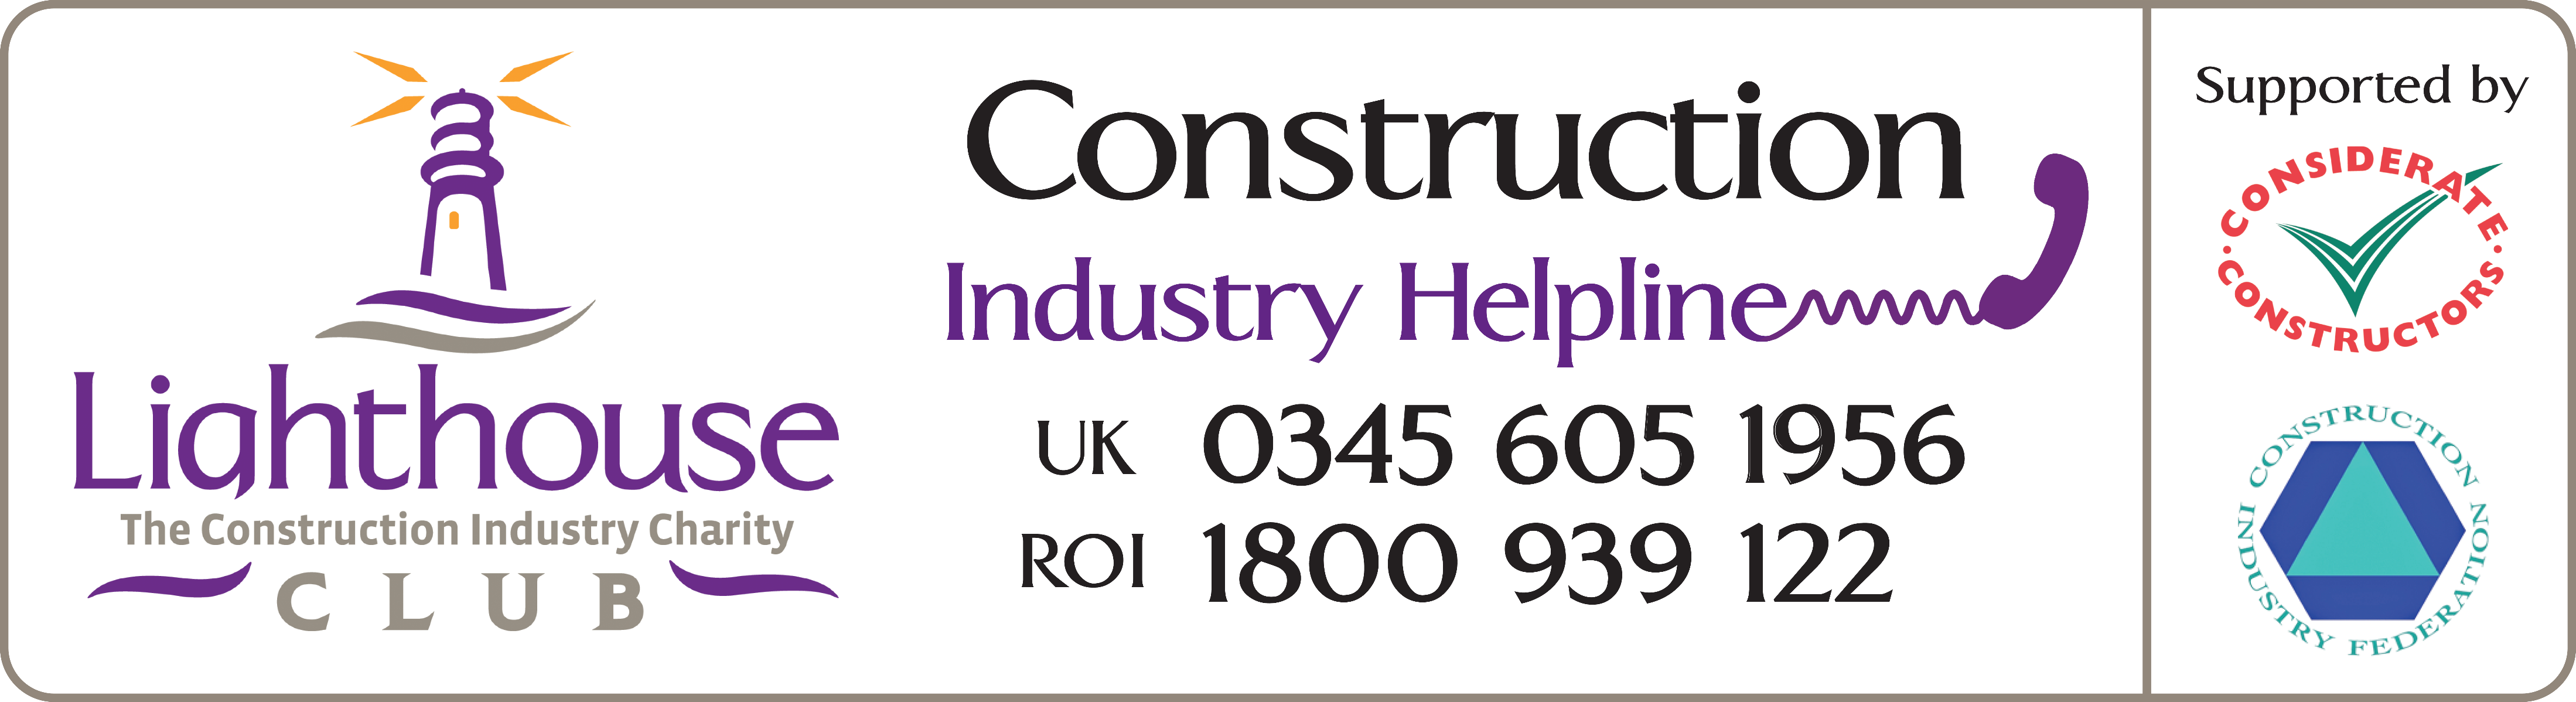 Lighthouse
The Construction Industry Charity
CLUB
Construction
Industry Helpline
UK 0345 605 1956
ROI 1800 939 122
Supported by
CONSIDERATE
CONSTRUCTORS
CONSTRUCTION
INDUSTRY FEDERATION